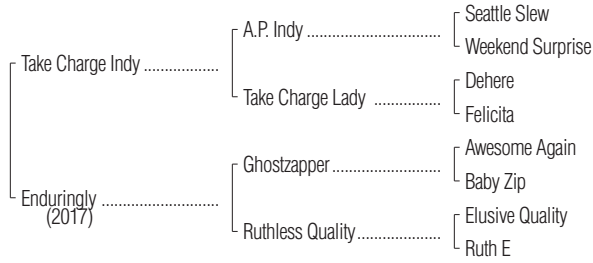 Seattle Slew
A.P. Indy ........................
Weekend Surprise
Take Charge Indy ..................
Dehere
Take Charge Lady ................
Felicita
Awesome Again
Ghostzapper ........................
Baby Zip
Enduringly ............................
(2017)
Elusive Quality
Ruthless Quality ...................
Ruth E